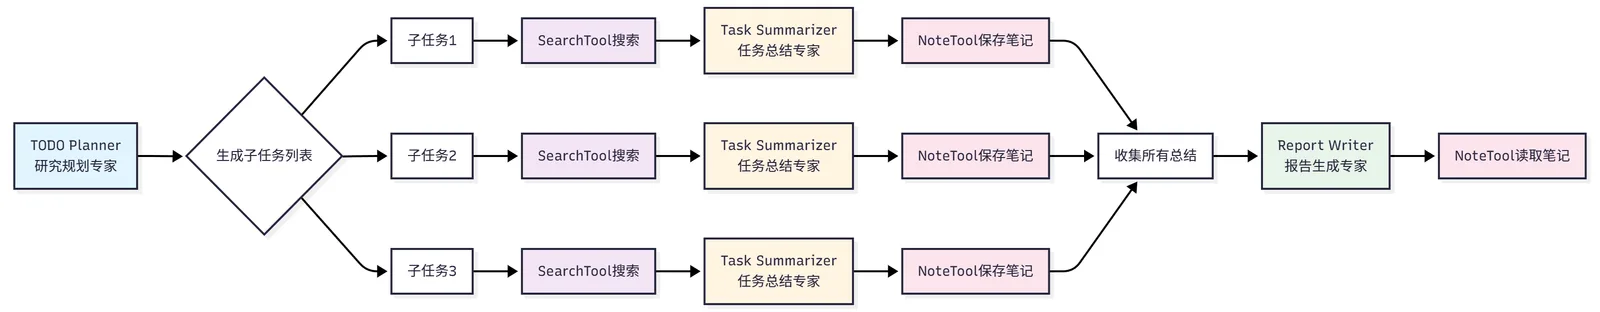 TODO Planner
研究规划专家
生成子任务列表
子任务1
SearchTool搜索
Task Summarizer
任务总结专家
NoteTool保存笔记
子任务2
SearchTool搜索
Task Summarizer
任务总结专家
NoteTool保存笔记
子任务3
SearchTool搜索
Task Summarizer
任务总结专家
NoteTool保存笔记
收集所有总结
Report Writer
报告生成专家
NoteTool读取笔记